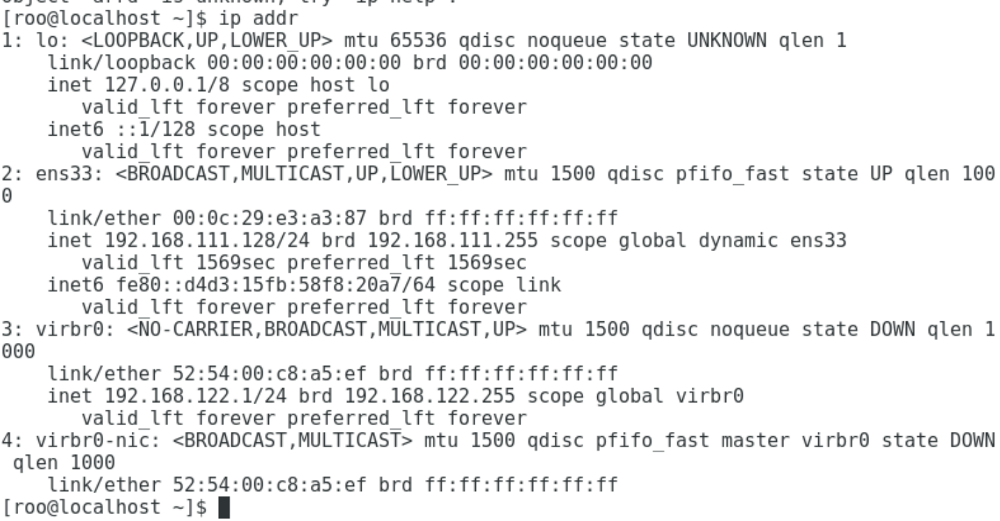 [roo@localhost ~]$ ip addr
1: lo: <LOOPBACK,UP,LOWER_UP> mtu 65536 qdisc noqueue state UNKNOWN qlen 1
    link/loopback 00:00:00:00:00:00 brd 00:00:00:00:00:00
    inet 127.0.0.1/8 scope host lo
       valid_lft forever preferred_lft forever
    inet6 ::1/128 scope host
       valid_lft forever preferred_lft forever
2: ens33: <BROADCAST,MULTICAST,UP,LOWER_UP> mtu 1500 qdisc pfifo_fast state UP qlen 100
0
    link/ether 00:0c:29:e3:a3:87 brd ff:ff:ff:ff:ff:ff
    inet 192.168.111.128/24 brd 192.168.111.255 scope global dynamic ens33
       valid_lft 1569sec preferred_lft 1569sec
    inet6 fe80::d4d3:15fb:58f8:20a7/64 scope link
       valid_lft forever preferred_lft forever
3: virbr0: <NO-CARRIER,BROADCAST,MULTICAST,UP> mtu 1500 qdisc noqueue state DOWN qlen 1
000
    link/ether 52:54:00:c8:a5:ef brd ff:ff:ff:ff:ff:ff
    inet 192.168.122.1/24 brd 192.168.122.255 scope global virbr0
       valid_lft forever preferred_lft forever
4: virbr0-nic: <BROADCAST,MULTICAST> mtu 1500 qdisc pfifo_fast master virbr0 state DOWN
 qlen 1000
    link/ether 52:54:00:c8:a5:ef brd ff:ff:ff:ff:ff:ff
[roo@localhost ~]$